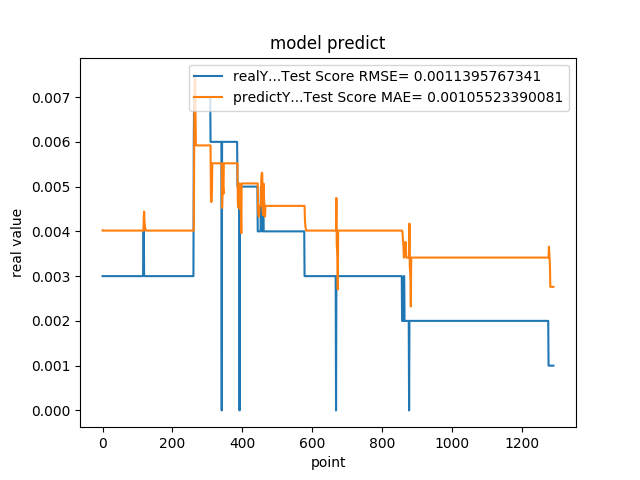 model predict
realY...Test Score RMSE= 0.0011395767341
predictY...Test Score MAE= 0.00105523390081
0.007
0.006
0.005
0.004
0.003
0.002
0.001
0.000
real value
0 200 400 600 800 1000 1200
point